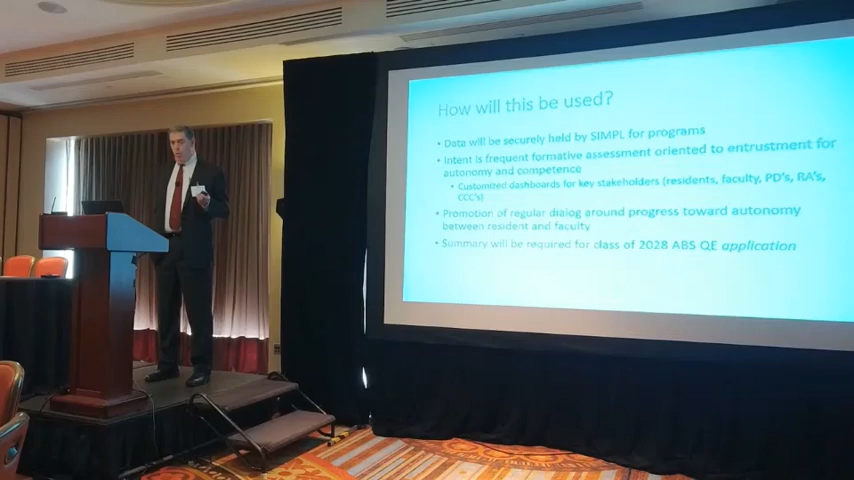 How will this be used?
• Data will be securely held by SIMPL for programs
• Intent is frequent formative assessment oriented to entrustment for
autonomy and competence
• Customized dashboards for key stakeholders (residents, faculty, PD's, RA's,
CCC's)
• Promotion of regular dialog around progress toward autonomy
between resident and faculty
• Summary will be required for class of 2028 ABS QE application